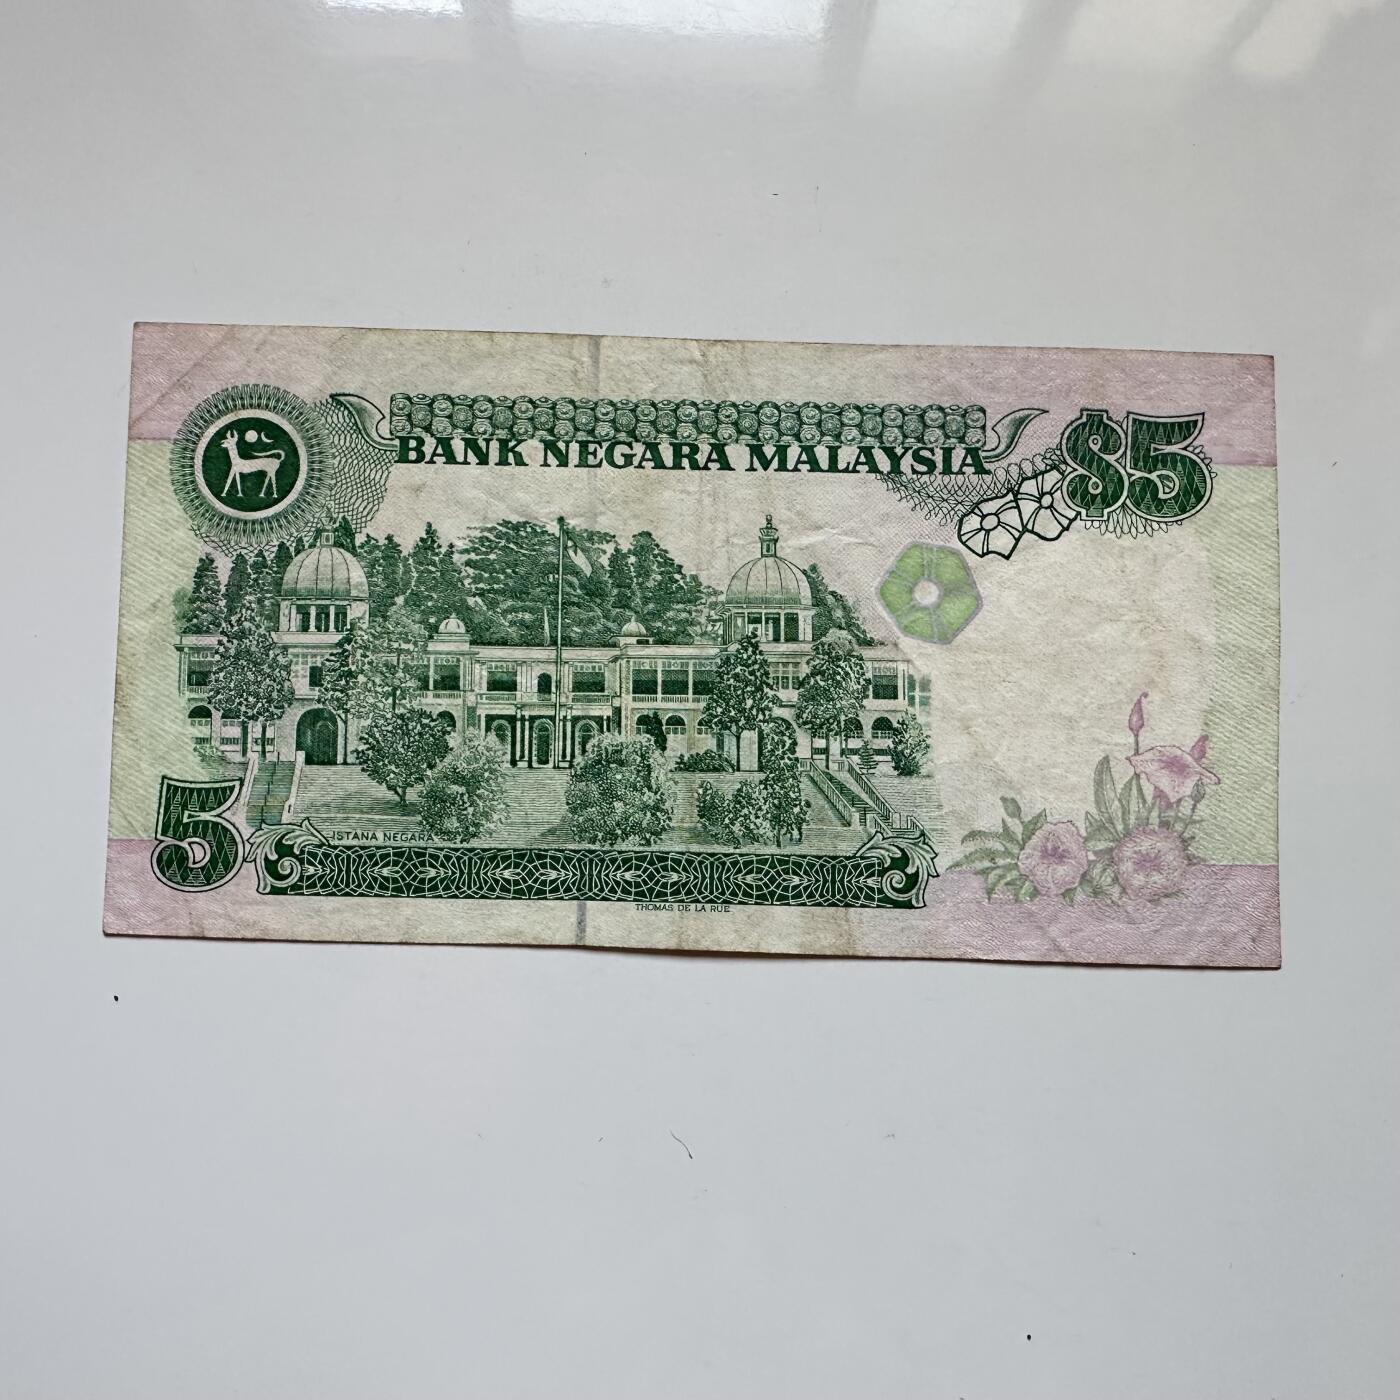 BANK NEGARA MALAYSIA
$5
5
ISTANA NEGARA
THOMAS DE LA RUE